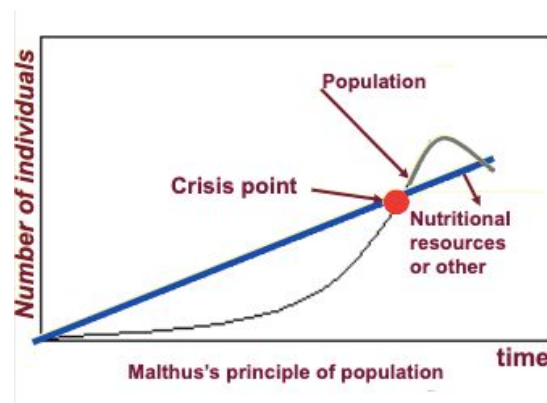 Number of individuals
Population
Crisis point
Nutritional
resources
or other
time
Malthus's principle of population